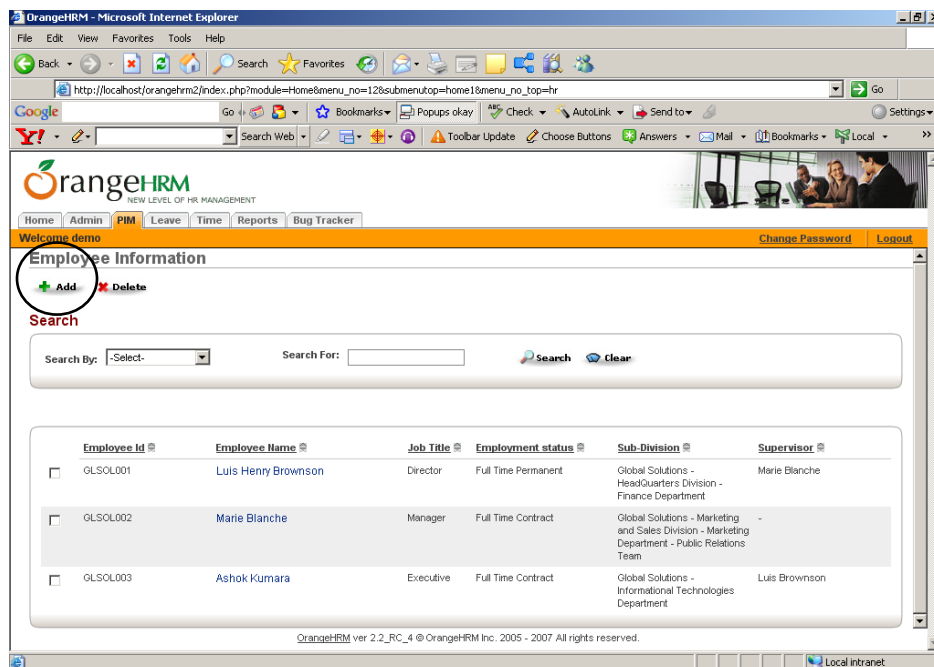 OrangeHRM - Microsoft Internet Explorer
File Edit View Favorites Tools Help
Back Search Favorites
http://localhost/orangehrm2/index.php?module=Home&menu_no=12&submenutop=home1&menu_no_top=hr Go
Google Go Bookmarks Popups okay Check AutoLink Send to Settings
Y! Search Web Toolbar Update Choose Buttons Answers Mail Bookmarks Local »
OrangeHRM
NEW LEVEL OF HR MANAGEMENT
Home Admin PIM Leave Time Reports Bug Tracker
Welcome demo Change Password Logout
Employee Information
Add Delete
Search
Search By: -Select- Search For: Search Clear
Employee Id Employee Name Job Title Employment status Sub-Division Supervisor
GLSOL001 Luis Henry Brownson Director Full Time Permanent Global Solutions - Marie Blanche
HeadQuarters Division -
Finance Department
GLSOL002 Marie Blanche Manager Full Time Contract Global Solutions - Marketing -
and Sales Division - Marketing
Department - Public Relations
Team
GLSOL003 Ashok Kumara Executive Full Time Contract Global Solutions - Luis Brownson
Informational Technologies
Department
OrangeHRM ver 2.2_RC_4 © OrangeHRM Inc. 2005 - 2007 All rights reserved.
Local intranet